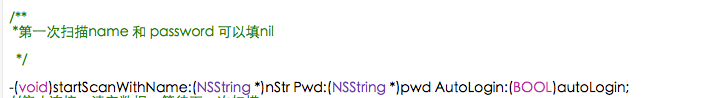 /**
*第一次扫描name 和 password 可以填nil
*/
-(void)startScanWithName:(NSString *)nStr Pwd:(NSString *)pwd AutoLogin:(BOOL)autoLogin;